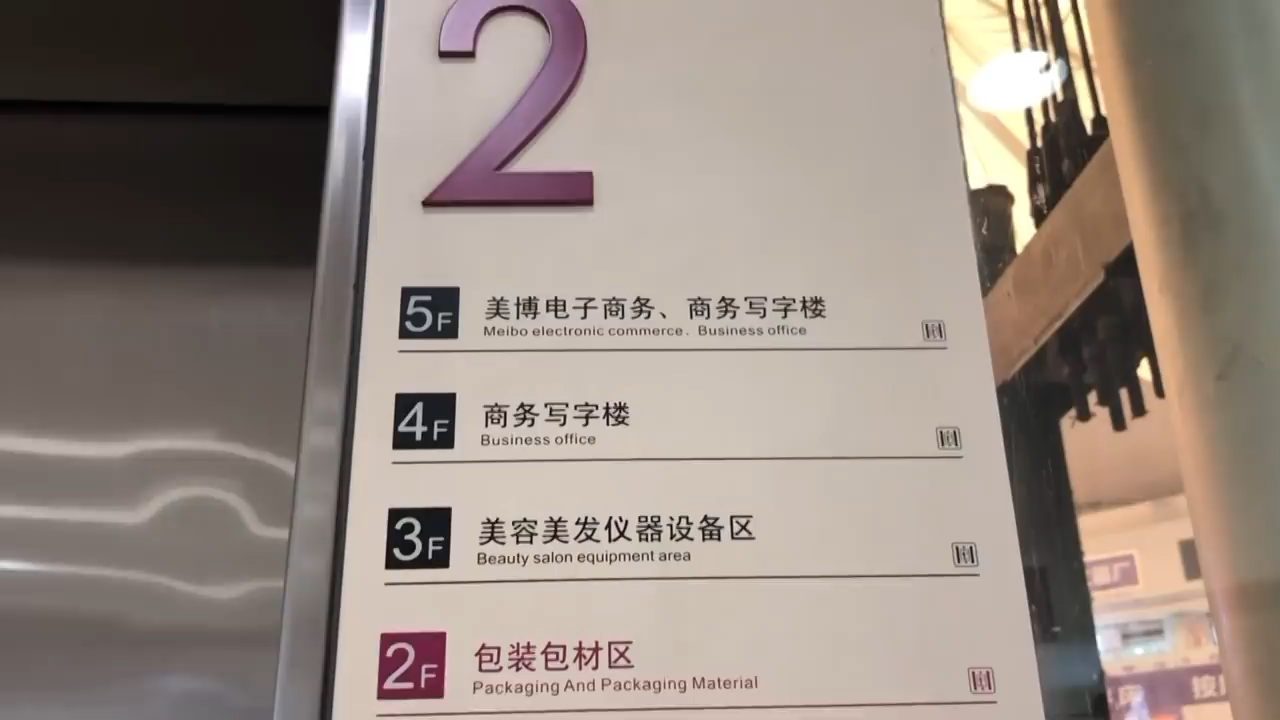 2
5F 美博电子商务、商务写字楼
Meibo electronic commerce、Business office
4F 商务写字楼
Business office
3F 美容美发仪器设备区
Beauty salon equipment area
2F 包装包材区
Packaging And Packaging Material